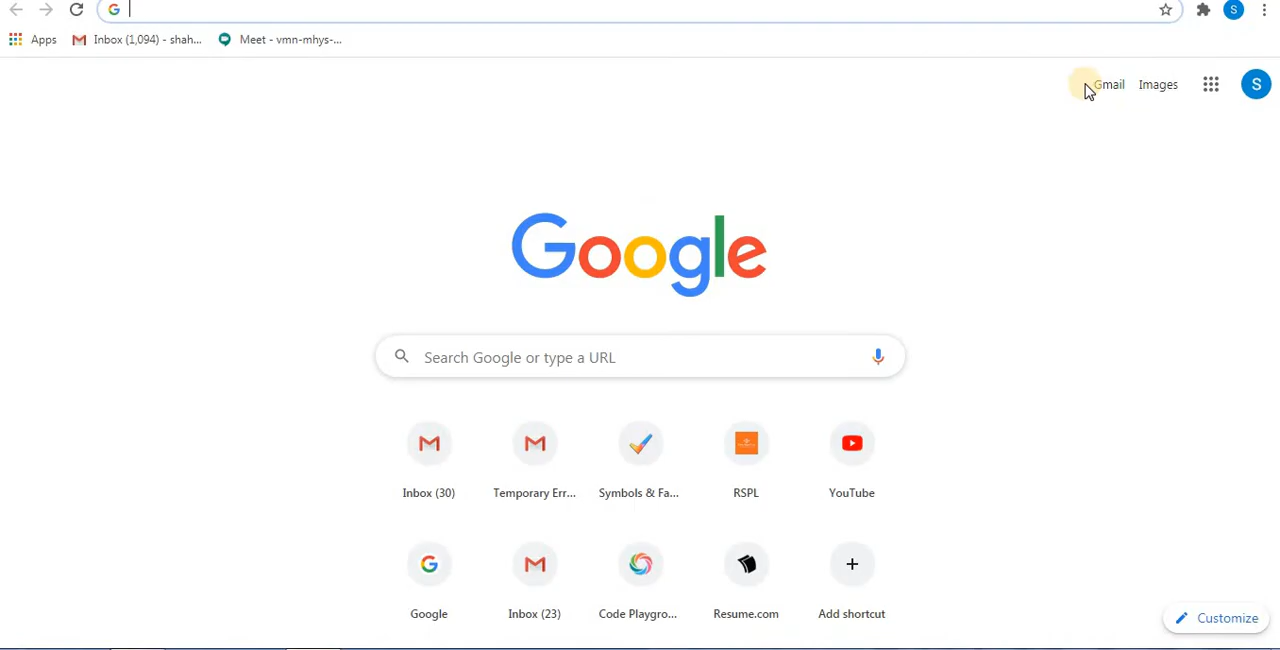 Apps Inbox (1,094) - shah... Meet - vmn-mhys-...
Gmail Images S
S
Google
Search Google or type a URL
Inbox (30) Temporary Err... Symbols & Fa... RSPL YouTube
Google Inbox (23) Code Playgro... Resume.com Add shortcut
Customize